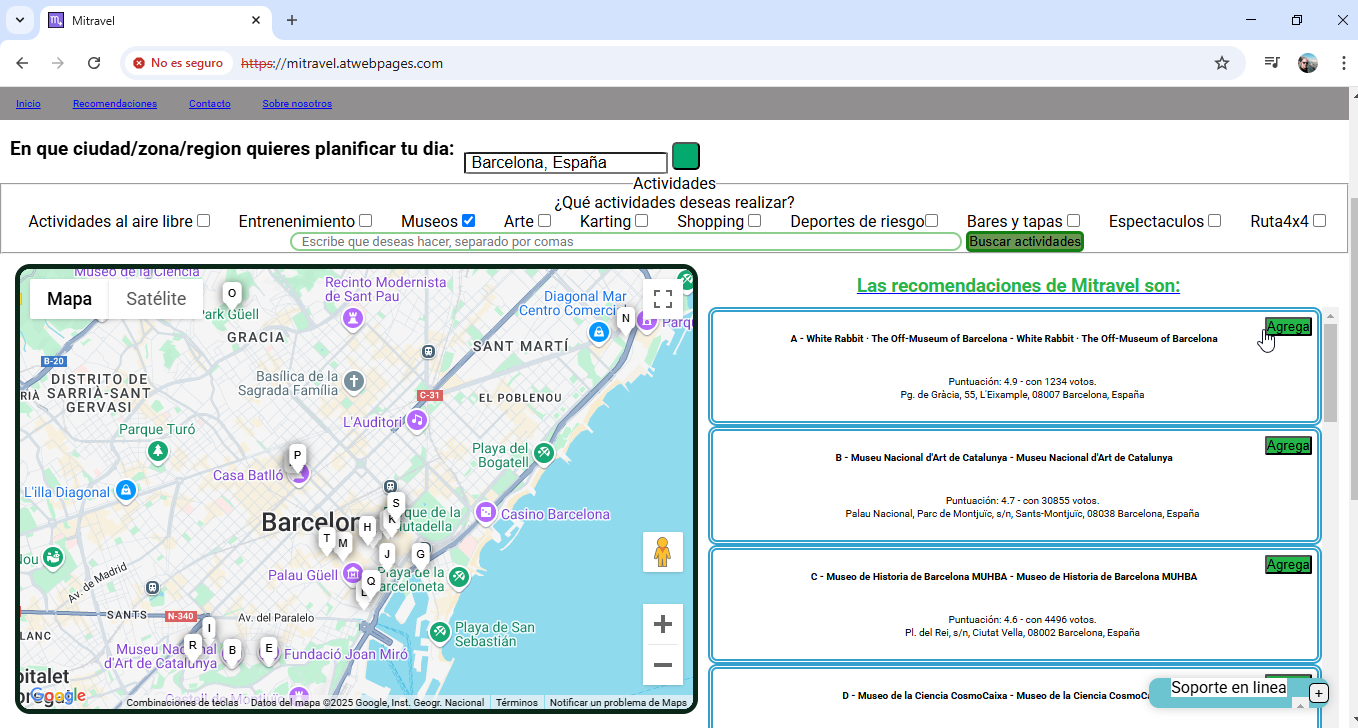 Mitravel
No es seguro
https://mitravel.atwebpages.com
Inicio Recomendaciones Contacto Sobre nosotros
En que ciudad/zona/region quieres planificar tu dia: Barcelona, España
Actividades
¿Qué actividades deseas realizar?
Actividades al aire libre Entrenenimiento Museos Arte Karting Shopping Deportes de riesgo Bares y tapas Espectaculos Ruta4x4
Escribe que deseas hacer, separado por comas Buscar actividades
Mapa Satélite
Museo de la Ciencia
Recinto Modernista
de Sant Pau
Diagonal Mar
Centro Comerci
O
Park Güell
N
GRACIA
SANT MARTÍ
B-20
DISTRITO DE
SARRIÀ-SANT
GERVASI
Basílica de la
Sagrada Família
C-31
EL POBLENOU
L'Auditori
Parque Turó
Playa del
Bogatell
P
Casa Batlló
L'illa Diagonal
S
K
que de la
utadella
Casino Barcelona
Barcelon
H
T
M
J
G
Palau Güell
Playa de la
arceloneta
Q
L
Av. de Madrid
SANTS
N-340
Av. del Paralelo
Playa de San
Sebastián
I
R
B
E
Museu Na
d'Art de Catalunya
Fundació Joan Miró
Google
Combinaciones de teclas Datos del mapa ©2025 Google, Inst. Geogr. Nacional Términos Notificar un problema de Maps
Las recomendaciones de Mitravel son:
Agrega
A - White Rabbit · The Off-Museum of Barcelona - White Rabbit · The Off-Museum of Barcelona
Puntuación: 4.9 - con 1234 votos.
Pg. de Gràcia, 55, L'Eixample, 08007 Barcelona, España
Agrega
B - Museu Nacional d'Art de Catalunya - Museu Nacional d'Art de Catalunya
Puntuación: 4.7 - con 30855 votos.
Palau Nacional, Parc de Montjuïc, s/n, Sants-Montjuïc, 08038 Barcelona, España
Agrega
C - Museo de Historia de Barcelona MUHBA - Museo de Historia de Barcelona MUHBA
Puntuación: 4.6 - con 4496 votos.
Pl. del Rei, s/n, Ciutat Vella, 08002 Barcelona, España
D - Museo de la Ciencia CosmoCaixa - Museo de la Ciencia CosmoCa
Soporte en linea +